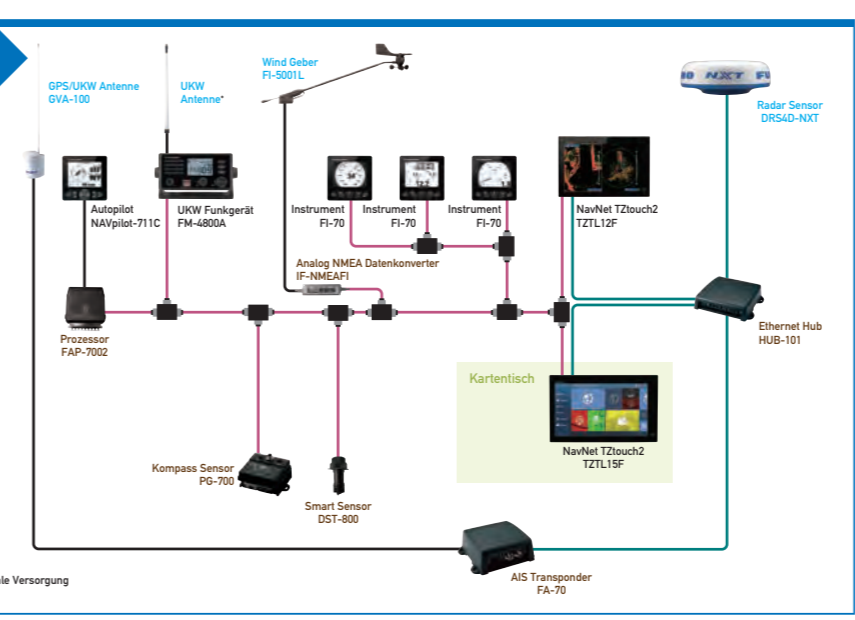 Wind Geber
FI-5001L
GPS/UKW Antenne
GVA-100
UKW
Antenne*
NXT
Radar Sensor
DRS4D-NXT
Autopilot
NAVpilot-711C
UKW Funkgerät
FM-4800A
Instrument
FI-70
Instrument
FI-70
Instrument
FI-70
NavNet TZtouch2
TZTL12F
Analog NMEA Datenkonverter
IF-NMEAFI
Prozessor
FAP-7002
Ethernet Hub
HUB-101
Kartentisch
NavNet TZtouch2
TZTL15F
Kompass Sensor
PG-700
Smart Sensor
DST-800
AIS Transponder
FA-70
Versorgung